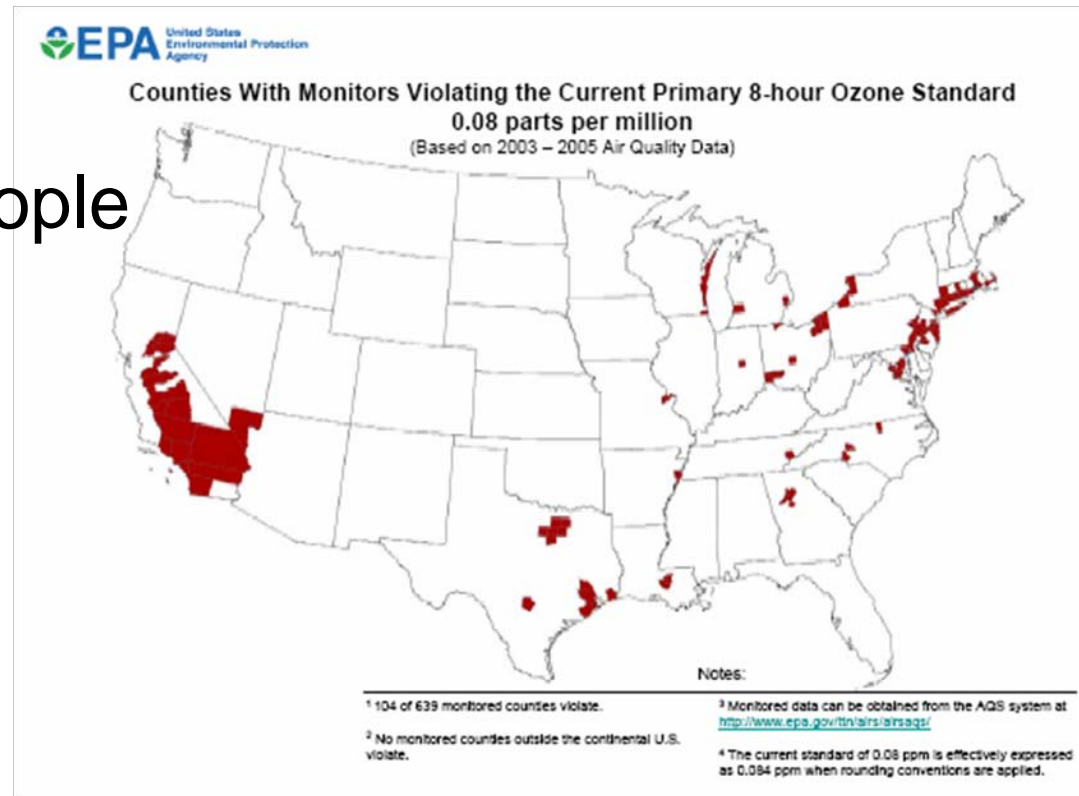 EPA
United States
Environmental Protection
Agency
Counties With Monitors Violating the Current Primary 8-hour Ozone Standard
0.08 parts per million
(Based on 2003 – 2005 Air Quality Data)
ople
Notes:
¹ 104 of 639 monitored counties violate.
² No monitored counties outside the continental U.S.
violate.
³ Monitored data can be obtained from the AQS system at
http://www.epa.gov/ttn/airs/airsaqs/
⁴ The current standard of 0.08 ppm is effectively expressed
as 0.084 ppm when rounding conventions are applied.